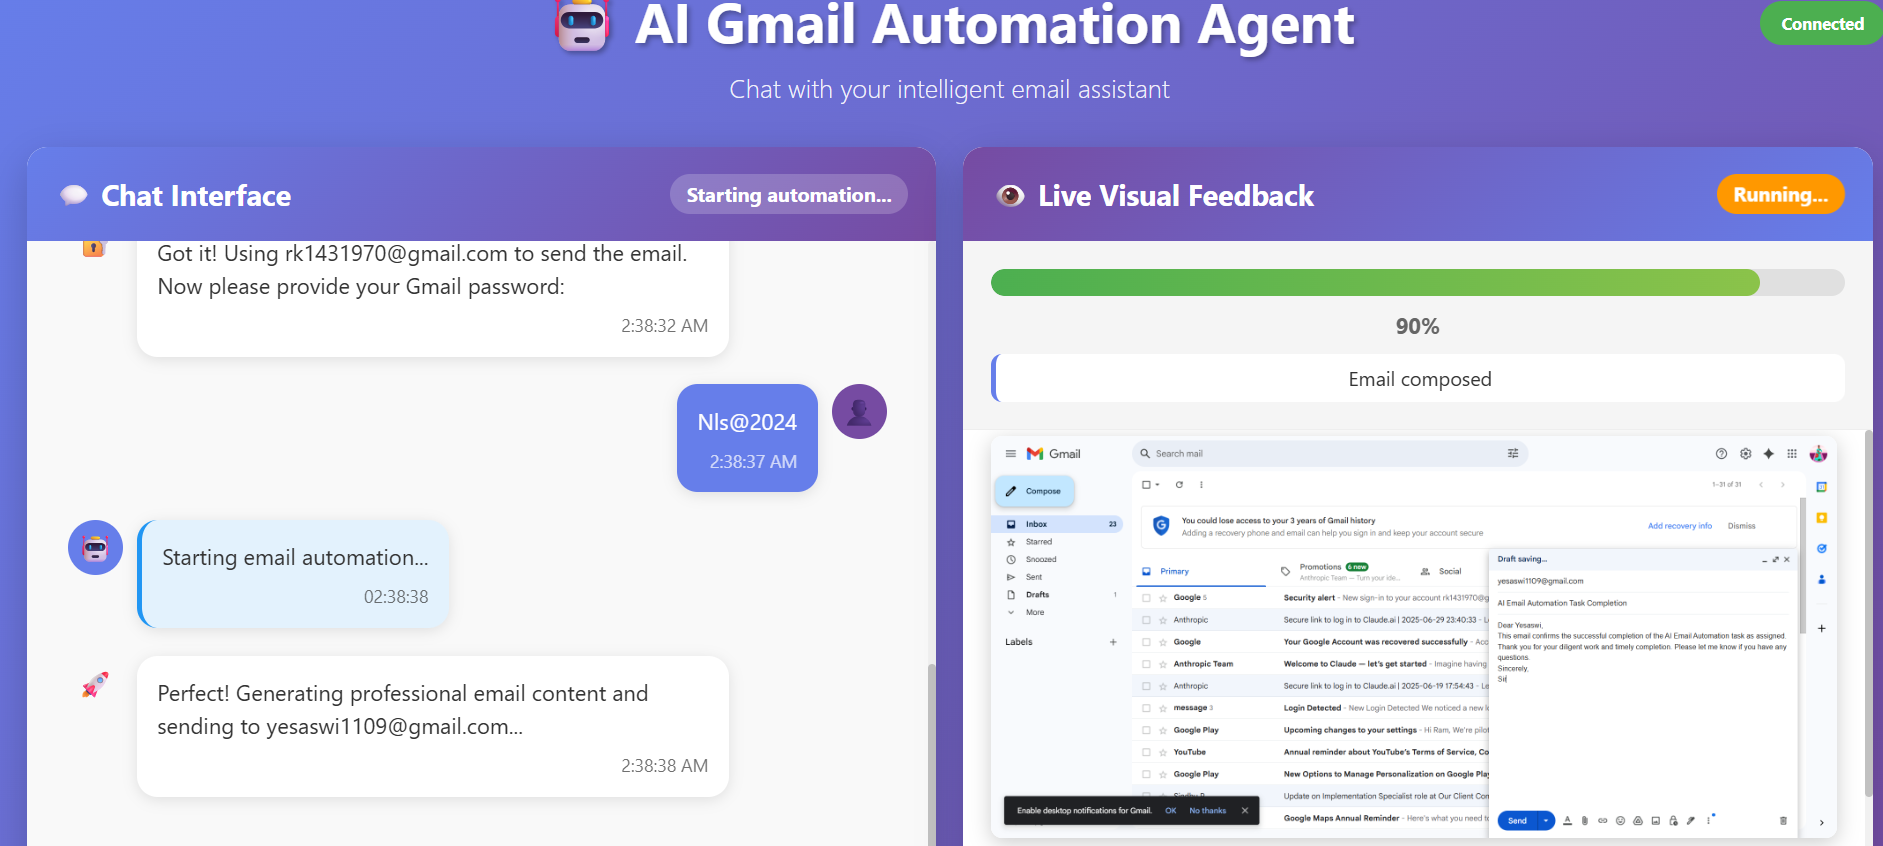 AI Gmail Automation Agent
Connected
Chat with your intelligent email assistant
Chat Interface
Starting automation...
Got it! Using rk1431970@gmail.com to send the email.
Now please provide your Gmail password:
2:38:32 AM
Nls@2024
2:38:37 AM
Starting email automation...
02:38:38
Perfect! Generating professional email content and
sending to yesaswi1109@gmail.com...
2:38:38 AM
Live Visual Feedback
Running...
90%
Email composed
Gmail
Search mail
Compose
1–31 of 31
Inbox 23
Starred
Snoozed
Sent
Drafts 1
More
Labels
You could lose access to your 3 years of Gmail history
Adding a recovery phone and email can help you sign in and keep your account secure
Add recovery info
Dismiss
Primary
Promotions 6 new
Anthropic Team — Turn your ide...
Social
Google 5 Security alert - New sign-in to your account rk1431970@g
Anthropic Secure link to log in to Claude.ai | 2025-06-29 23:40:33 - L
Google Your Google Account was recovered successfully - Acc
Anthropic Team Welcome to Claude — let's get started - Imagine having
Anthropic Secure link to log in to Claude.ai | 2025-06-19 17:54:43 - Le
message 3 Login Detected - New Login Detected We noticed a new l
Google Play Upcoming changes to your settings - Hi Ram, We're pilot
YouTube Annual reminder about YouTube's Terms of Service, Co
Google Play New Options to Manage Personalization on Google Play
Update on Implementation Specialist role at Our Client Con
Google Maps Annual Reminder - Here's what you need t
Enable desktop notifications for Gmail. OK No thanks
Draft saving...
yesaswi1109@gmail.com
AI Email Automation Task Completion
Dear Yesaswi,
This email confirms the successful completion of the AI Email Automation task as assigned.
Thank you for your diligent work and timely completion. Please let me know if you have any
questions.
Sincerely,
Sir
Send